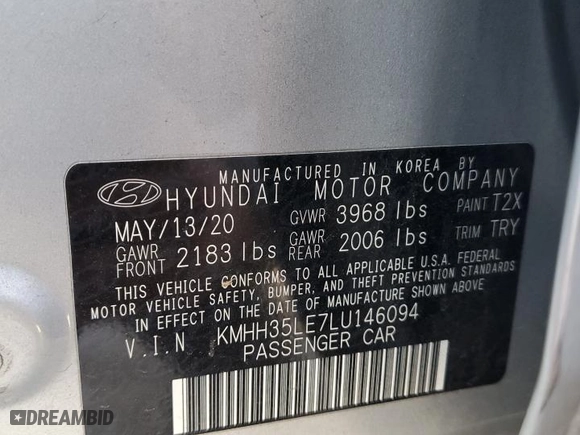 MANUFACTURED IN KOREA BY
HYUNDAI MOTOR COMPANY
MAY/13/20 GVWR 3968 lbs PAINT T2X
GAWR FRONT 2183 lbs GAWR REAR 2006 lbs TRIM TRY
THIS VEHICLE CONFORMS TO ALL APPLICABLE U.S.A. FEDERAL
MOTOR VEHICLE SAFETY, BUMPER, AND THEFT PREVENTION STANDARDS
IN EFFECT ON THE DATE OF MANUFACTURE SHOWN ABOVE.
V.I.N KMHH35LE7LU146094
PASSENGER CAR
DREAMBID